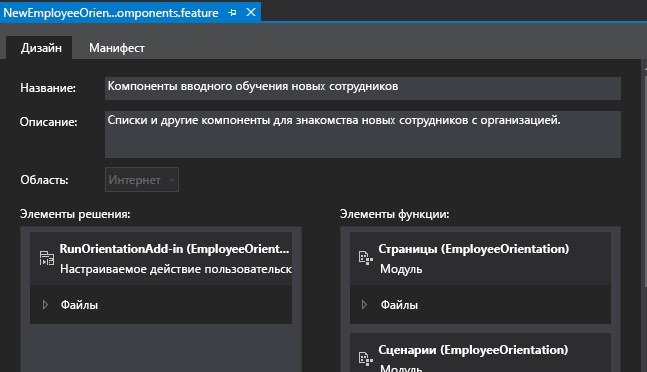 NewEmployeeOrien...omponents.feature
Дизайн Манифест
Название: Компоненты вводного обучения новых сотрудников
Описание: Списки и другие компоненты для знакомства новых сотрудников с организацией.
Область: Интернет
Элементы решения: Элементы функции:
RunOrientationAdd-in (EmployeeOrient... Страницы (EmployeeOrientation)
Настраиваемое действие пользовательск Модуль
Файлы Файлы
Сценарии (EmployeeOrientation)
Модуль